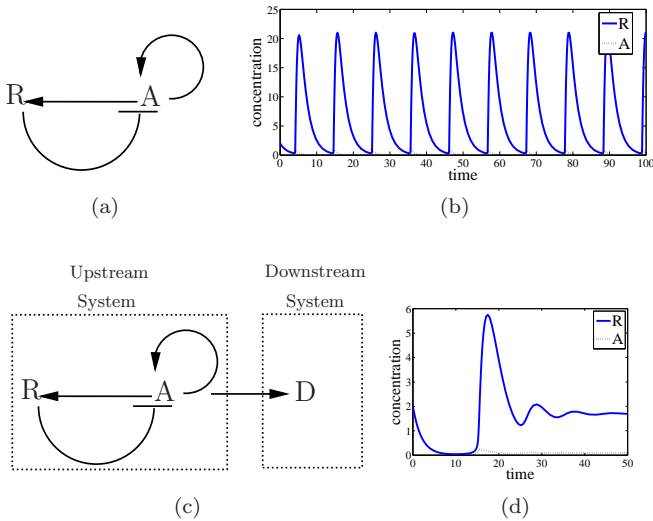 R
A
(a)
25
20
15
10
5
0
0 10 20 30 40 50 60 70 80 90 100
concentration
time
R
A
(b)
Upstream
System
Downstream
System
R
A
D
(c)
6
5
4
3
2
1
0
0 10 20 30 40 50
concentration
time
R
A
(d)